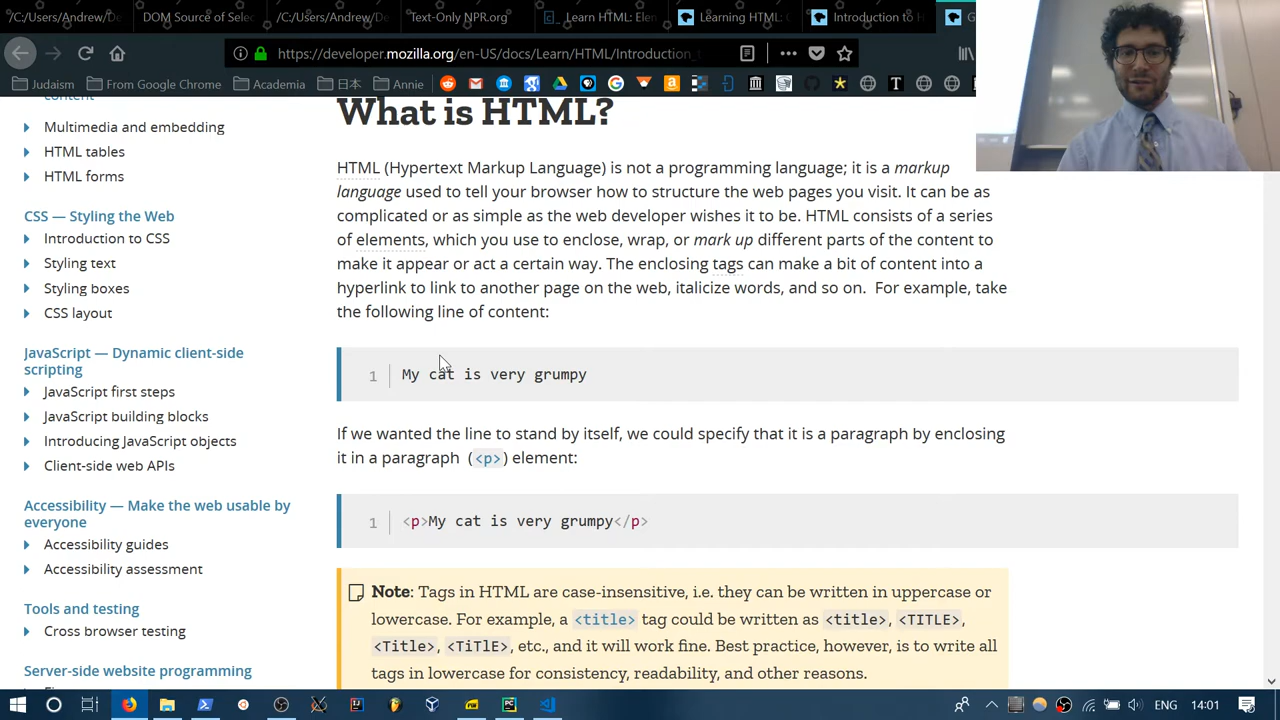 /C:/Users/Andrew/De
DOM Source of Selec
/C:/Users/Andrew/De
Text-Only NPR.org
Learn HTML: Elem
Learning HTML:
Introduction to H
G
https://developer.mozilla.org/en-US/docs/Learn/HTML/Introduction_
Judaism
From Google Chrome
Academia
日本
Annie
content
Multimedia and embedding
HTML tables
HTML forms
CSS — Styling the Web
Introduction to CSS
Styling text
Styling boxes
CSS layout
JavaScript — Dynamic client-side
scripting
JavaScript first steps
JavaScript building blocks
Introducing JavaScript objects
Client-side web APIs
Accessibility — Make the web usable by
everyone
Accessibility guides
Accessibility assessment
Tools and testing
Cross browser testing
Server-side website programming
What is HTML?
HTML (Hypertext Markup Language) is not a programming language; it is a markup
language used to tell your browser how to structure the web pages you visit. It can be as
complicated or as simple as the web developer wishes it to be. HTML consists of a series
of elements, which you use to enclose, wrap, or mark up different parts of the content to
make it appear or act a certain way. The enclosing tags can make a bit of content into a
hyperlink to link to another page on the web, italicize words, and so on. For example, take
the following line of content:
1 My cat is very grumpy
If we wanted the line to stand by itself, we could specify that it is a paragraph by enclosing
it in a paragraph (<p>) element:
1 <p>My cat is very grumpy</p>
Note: Tags in HTML are case-insensitive, i.e. they can be written in uppercase or
lowercase. For example, a <title> tag could be written as <title>, <TITLE>,
<Title>, <TiTlE>, etc., and it will work fine. Best practice, however, is to write all
tags in lowercase for consistency, readability, and other reasons.
ENG
14:01